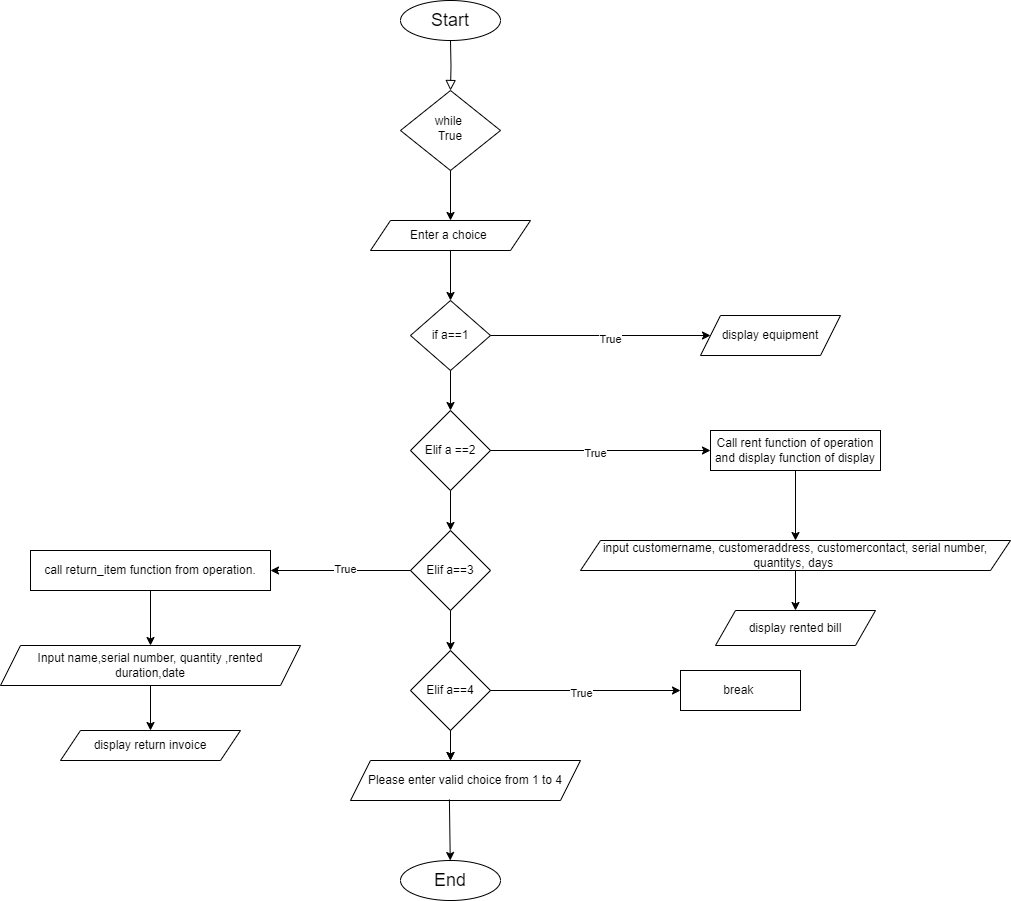 Start
while
True
Enter a choice
if a==1
True
display equipment
Elif a ==2
True
Call rent function of operation
and display function of display
input customername, customeraddress, customercontact, serial number,
quantitys, days
display rented bill
Elif a==3
True
call return_item function from operation.
Input name,serial number, quantity ,rented
duration,date
display return invoice
Elif a==4
True
break
Please enter valid choice from 1 to 4
End